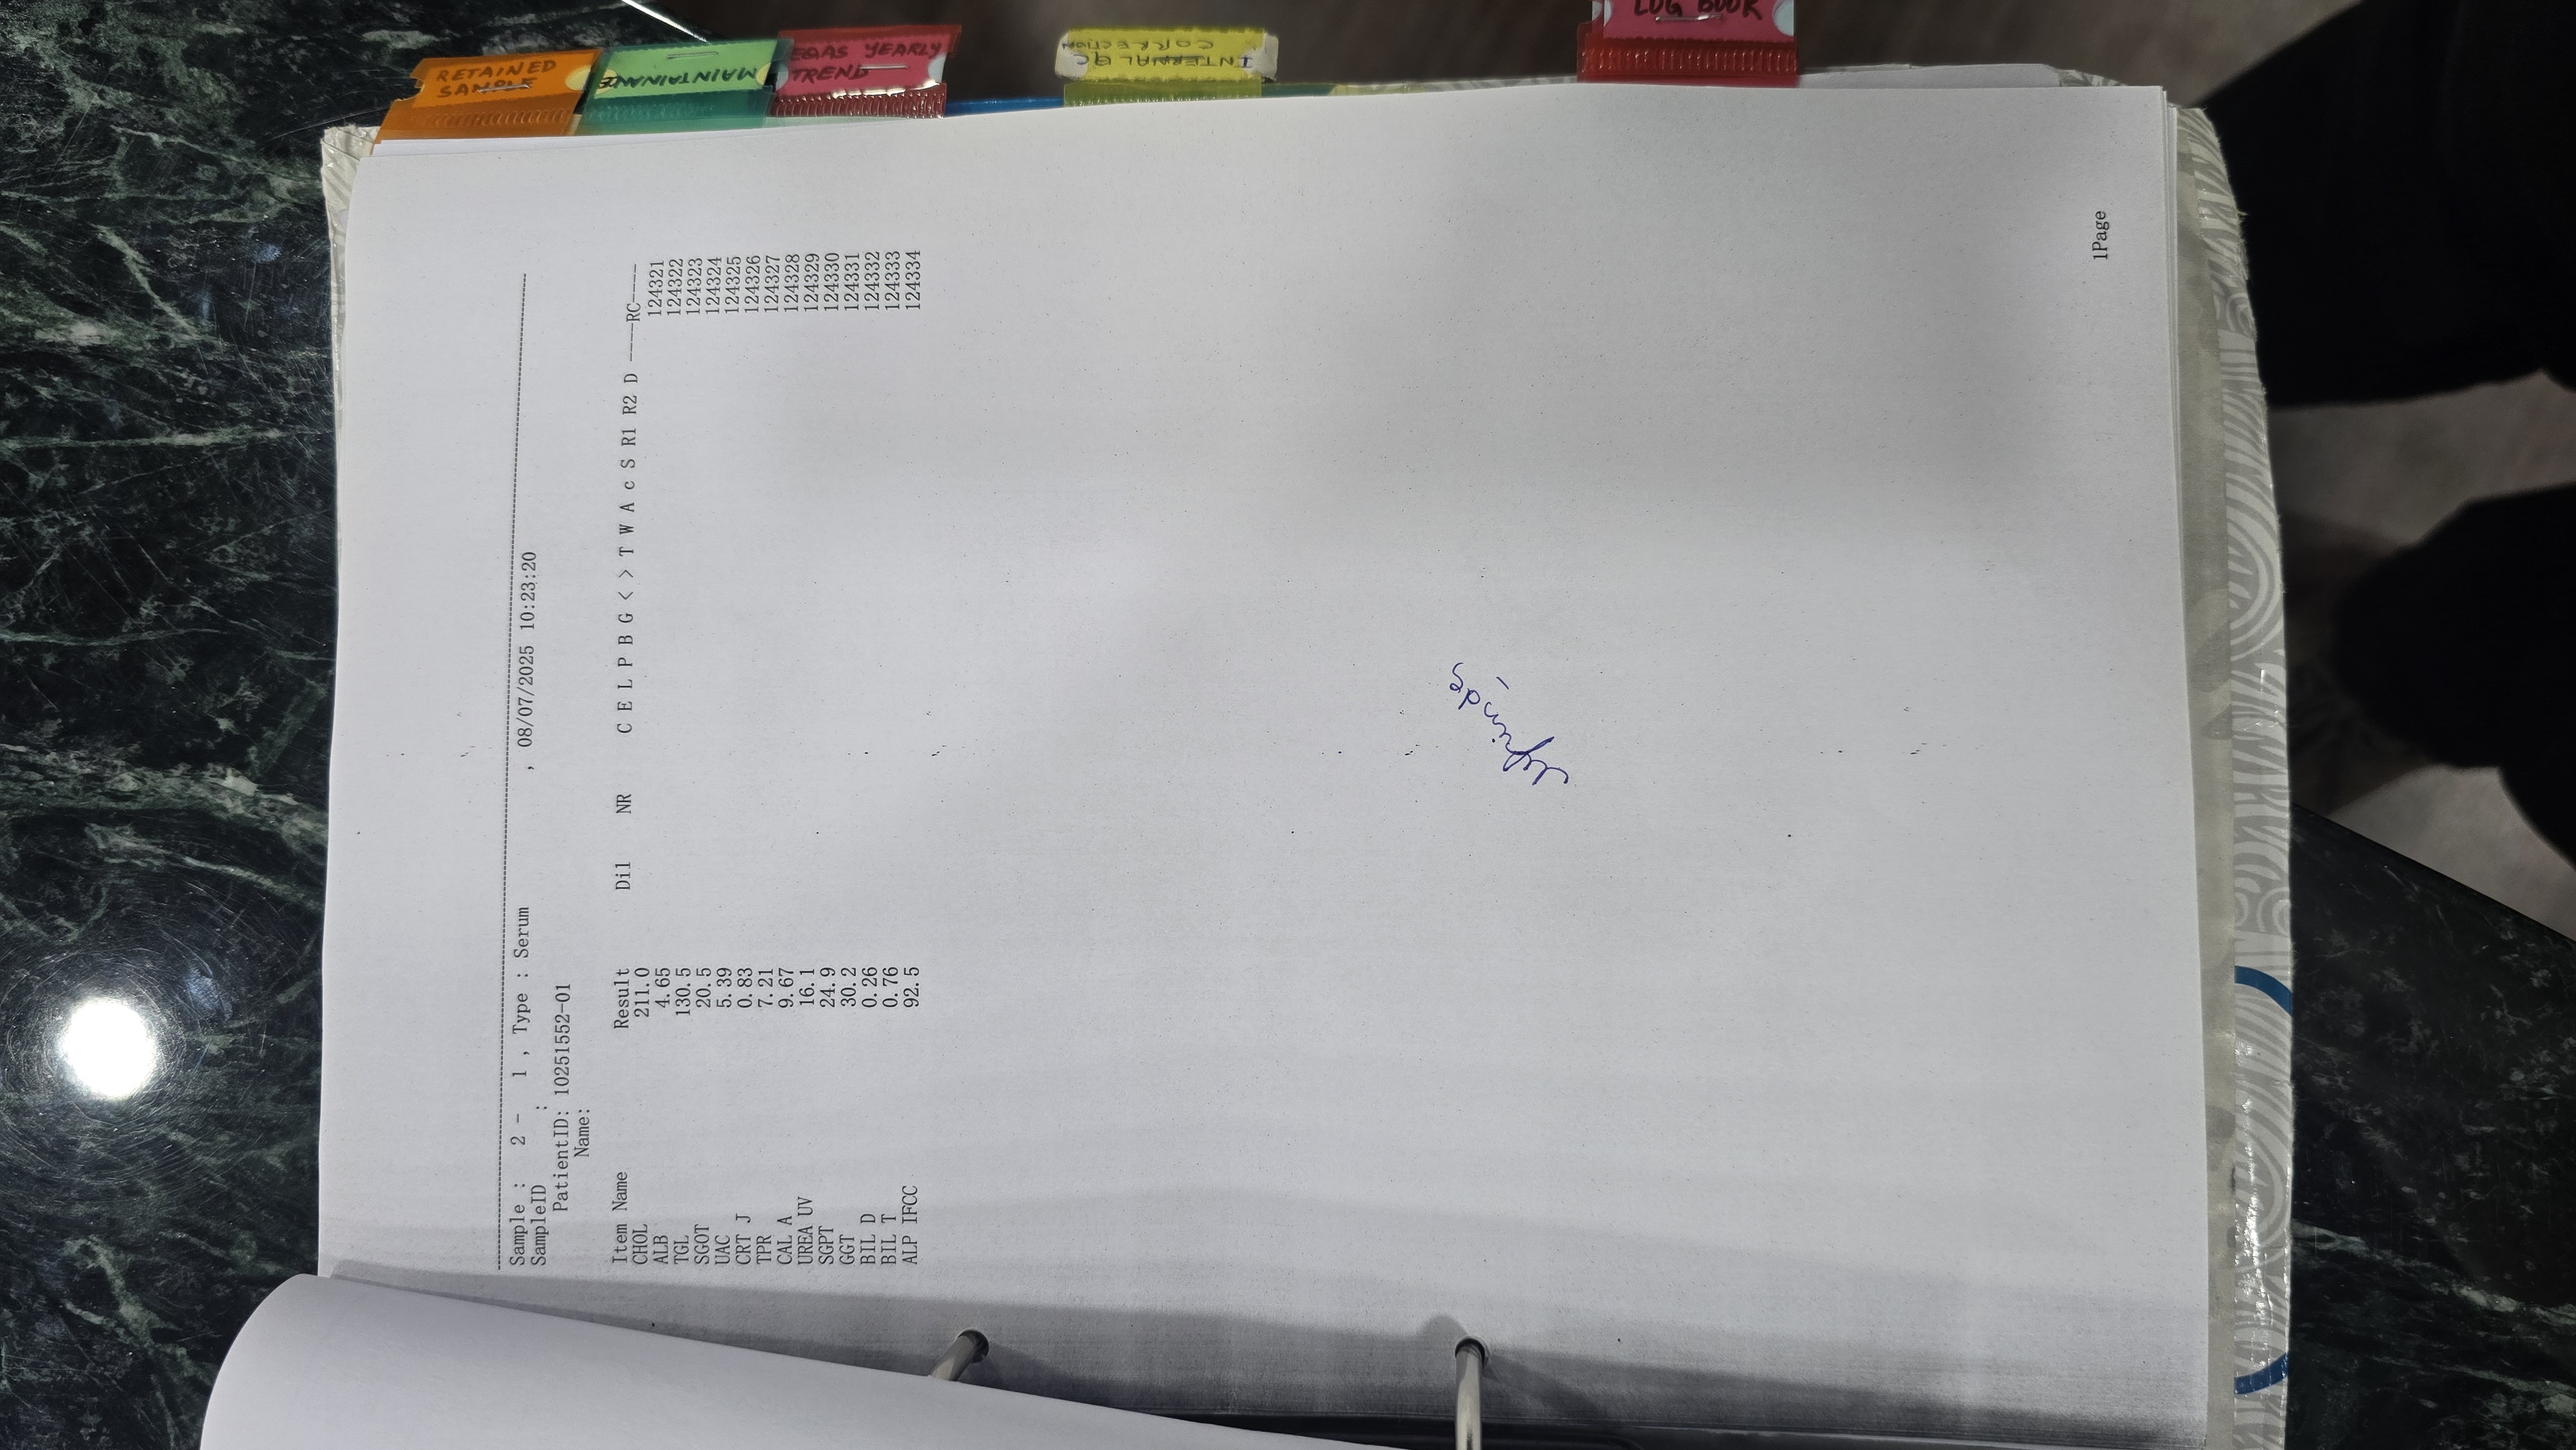 Sample : 2 - 1 , Type : Serum , 08/07/2025 10:23:20
SampleID :
PatientID: 10251552-01
Name:
Item Name Result Dil NR C E L P B G < > T W A c S R1 R2 D ----RC----
CHOL 211.0 124321
ALB 4.65 124322
TGL 130.5 124323
SGOT 20.5 124324
UAC 5.39 124325
CRT J 0.83 124326
TPR 7.21 124327
CAL A 9.67 124328
UREA UV 16.1 124329
SGPT 24.9 124330
GGT 30.2 124331
BIL D 0.26 124332
BIL T 0.76 124333
ALP IFCC 92.5 124334
1Page
RETAINED
SAMPLE
YEARLY
TREND
INTERNAL QC
CORRECTION
LOG BOOK